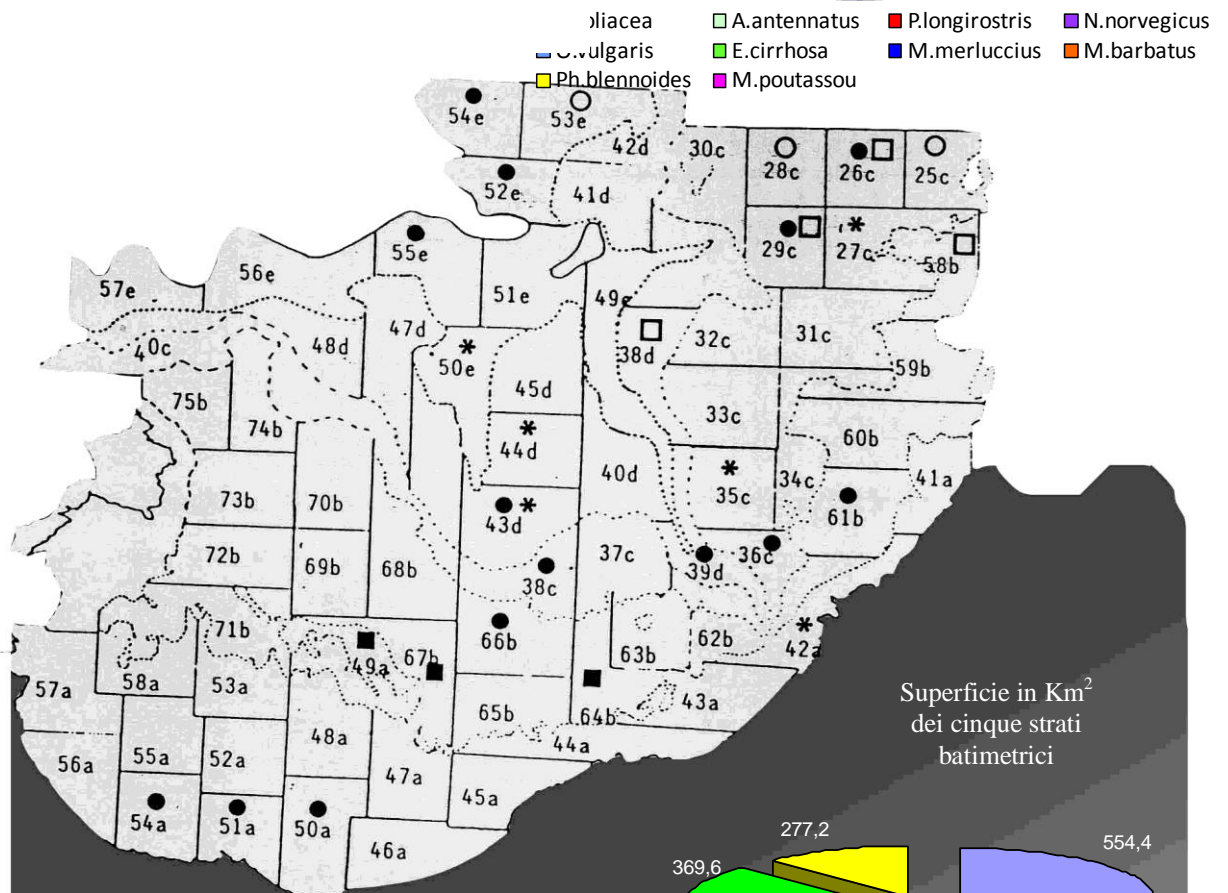 A.antennatus P.longirostris N.norvegicus
E.cirrhosa M.merluccius M.barbatus
Ph.blennoides M.poutassou
54e 53e 42d 30c 28c 26c 25c
52e 41d
55e 29c 27c 58b
56e
57e 51e 49e
47d 32c 31c
40c 48d 50e 38d 59b
75b 45d
74b 33c 60b
44d
73b 70b 40d 35c 34c 41a
43d 61b
72b 69b 68b 38c 37c 39d 36c
71b 66b 62b 42a
49a 67b 63b
57a 58a 53a 43a
65b 64b
Superficie in Km²
dei cinque strati
batimetrici
56a 55a 52a 48a 44a
47a 45a
54a 51a 50a
46a
277,2 554,4
369,6